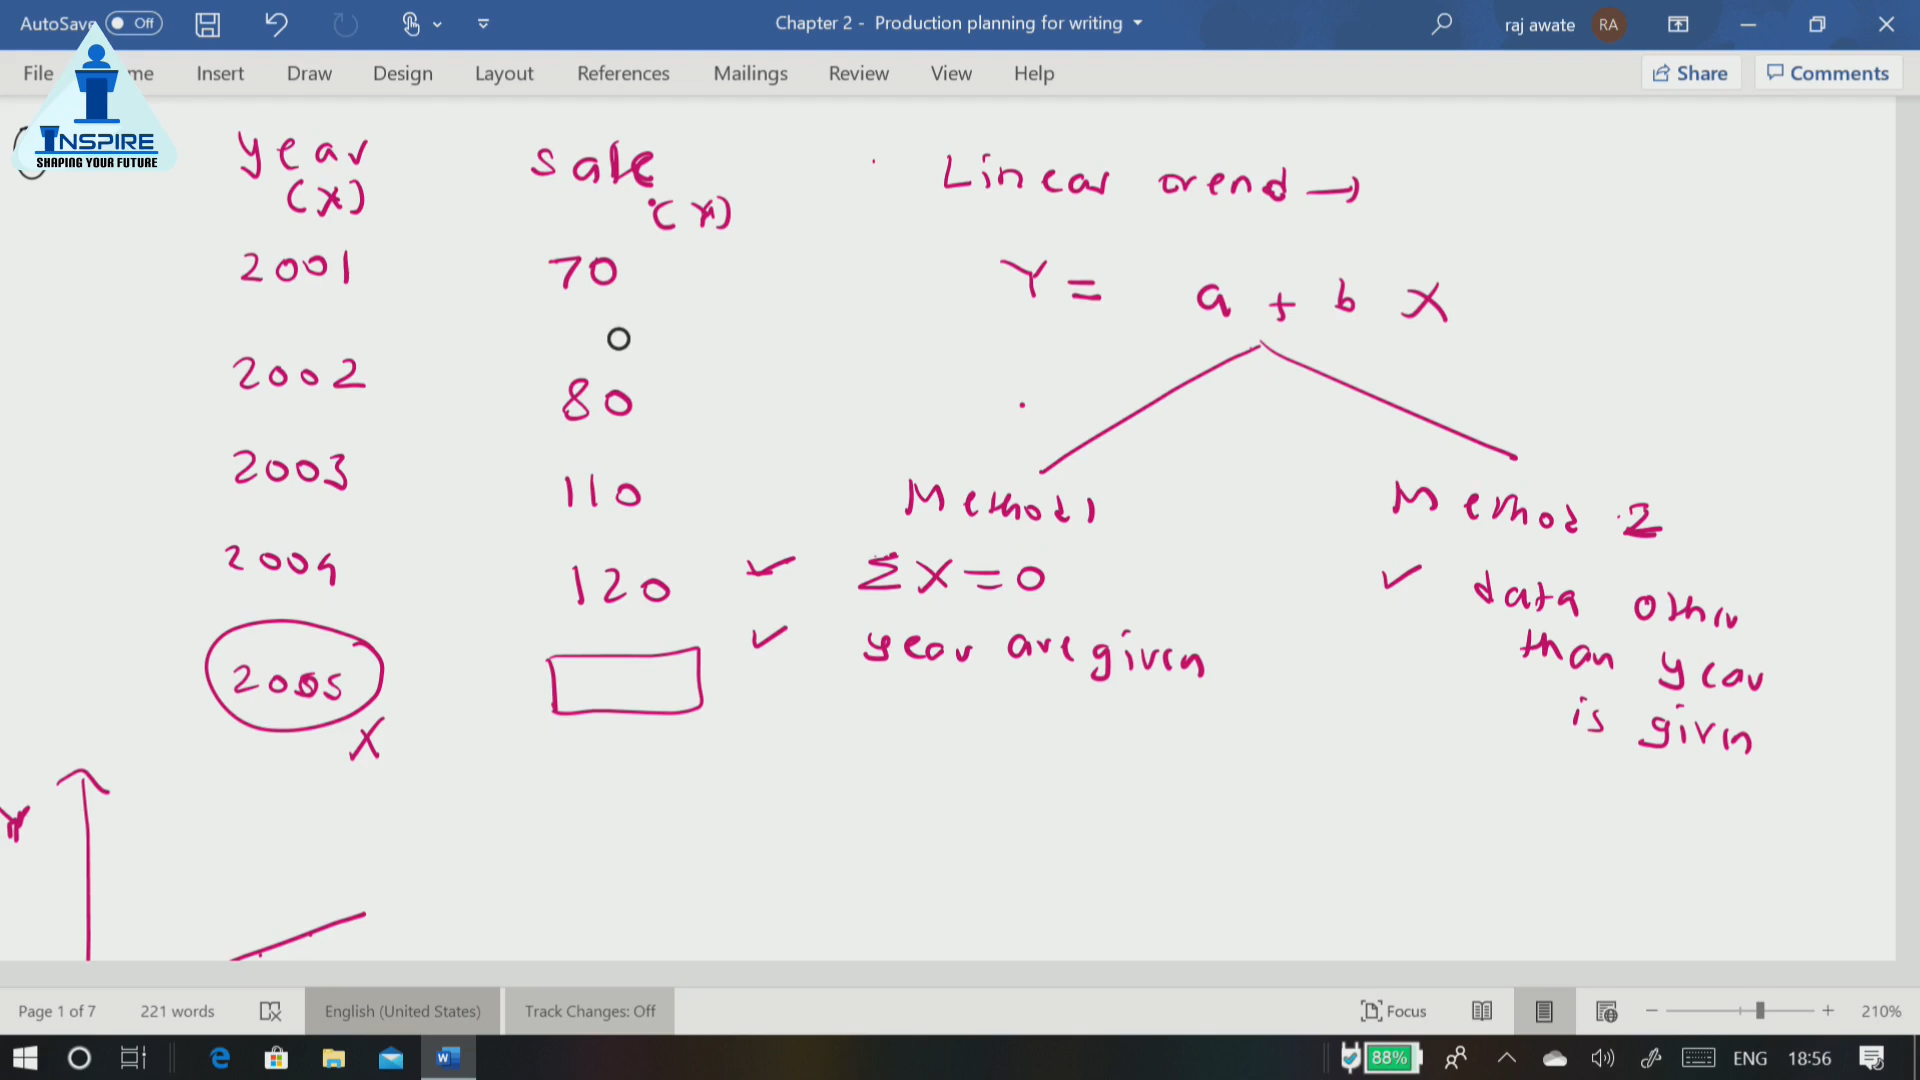 AutoSave Off
Chapter 2 - Production planning for writing
raj awate RA
File me Insert Draw Design Layout References Mailings Review View Help Share Comments
INSPIRE
SHAPING YOUR FUTURE
year sale
(X) (Y)
2001 70
2002 80
2003 110
2004 120
2005
X
Y
Linear trend →
Y = a + b X
Method 1
✓ ΣX = 0
✓ year are given
Method 2
✓ data other
than year
is given
Page 1 of 7 221 words English (United States) Track Changes: Off Focus 210%
88% ENG 18:56